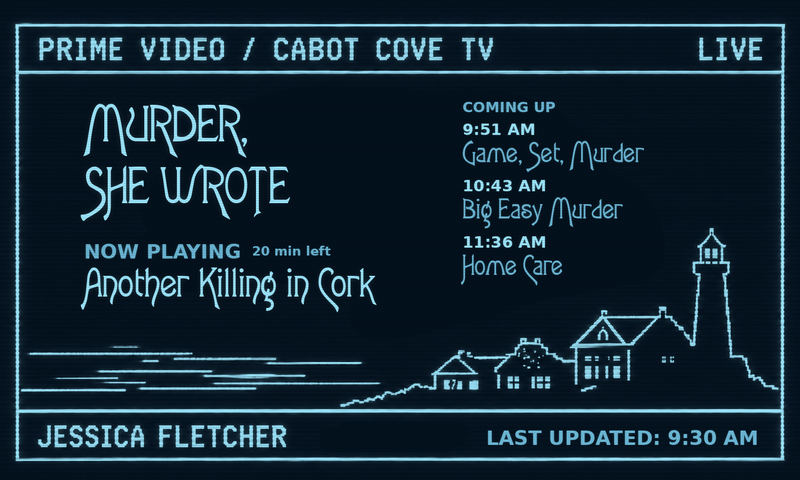 PRIME VIDEO / CABOT COVE TV
LIVE
MURDER,
SHE WROTE
NOW PLAYING 20 min left
Another Killing in Cork
COMING UP
9:51 AM
Game, Set, Murder
10:43 AM
Big Easy Murder
11:36 AM
Home Care
JESSICA FLETCHER
LAST UPDATED: 9:30 AM